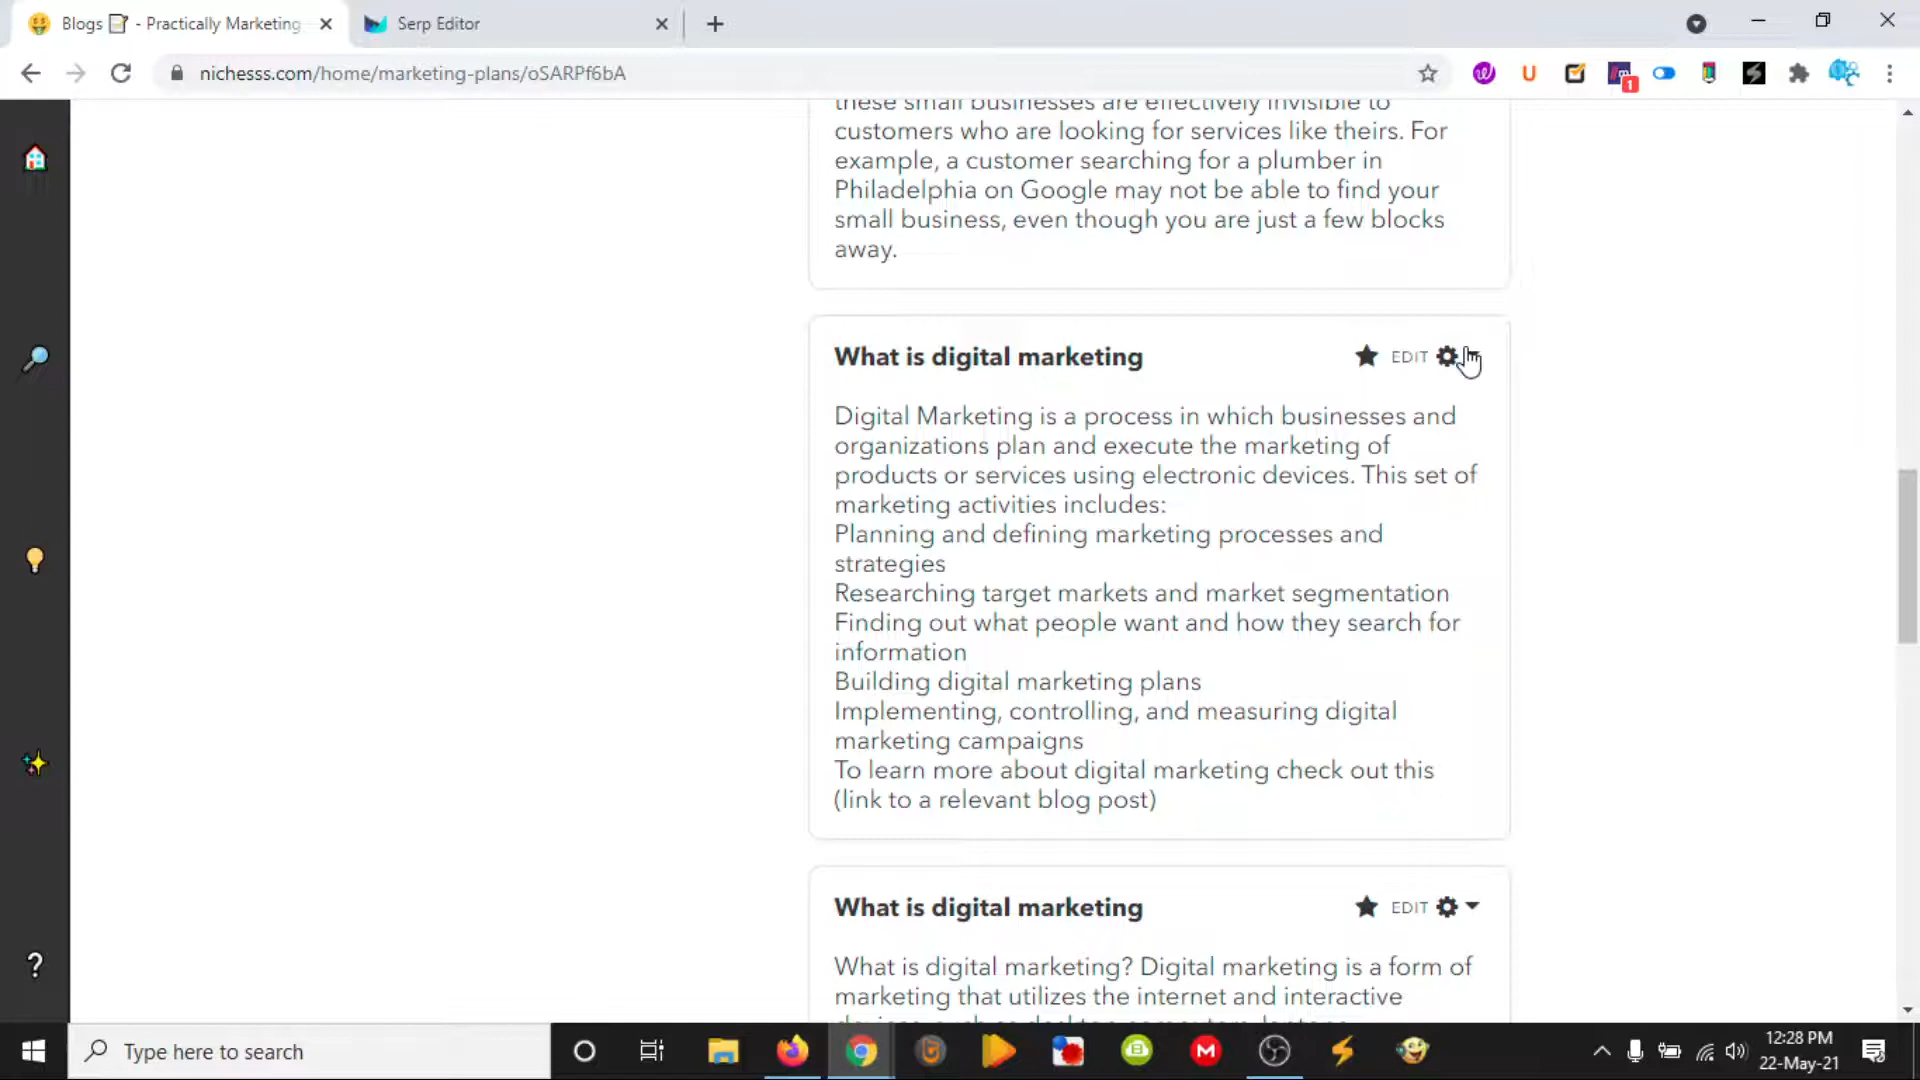 Blogs - Practically Marketing
Serp Editor
nichesss.com/home/marketing-plans/oSARPf6bA
1
these small businesses are effectively invisible to
customers who are looking for services like theirs. For
example, a customer searching for a plumber in
Philadelphia on Google may not be able to find your
small business, even though you are just a few blocks
away.
What is digital marketing
EDIT
Digital Marketing is a process in which businesses and
organizations plan and execute the marketing of
products or services using electronic devices. This set of
marketing activities includes:
Planning and defining marketing processes and
strategies
Researching target markets and market segmentation
Finding out what people want and how they search for
information
Building digital marketing plans
Implementing, controlling, and measuring digital
marketing campaigns
To learn more about digital marketing check out this
(link to a relevant blog post)
What is digital marketing
EDIT
What is digital marketing? Digital marketing is a form of
marketing that utilizes the internet and interactive
?
Type here to search
12:28 PM
22-May-21